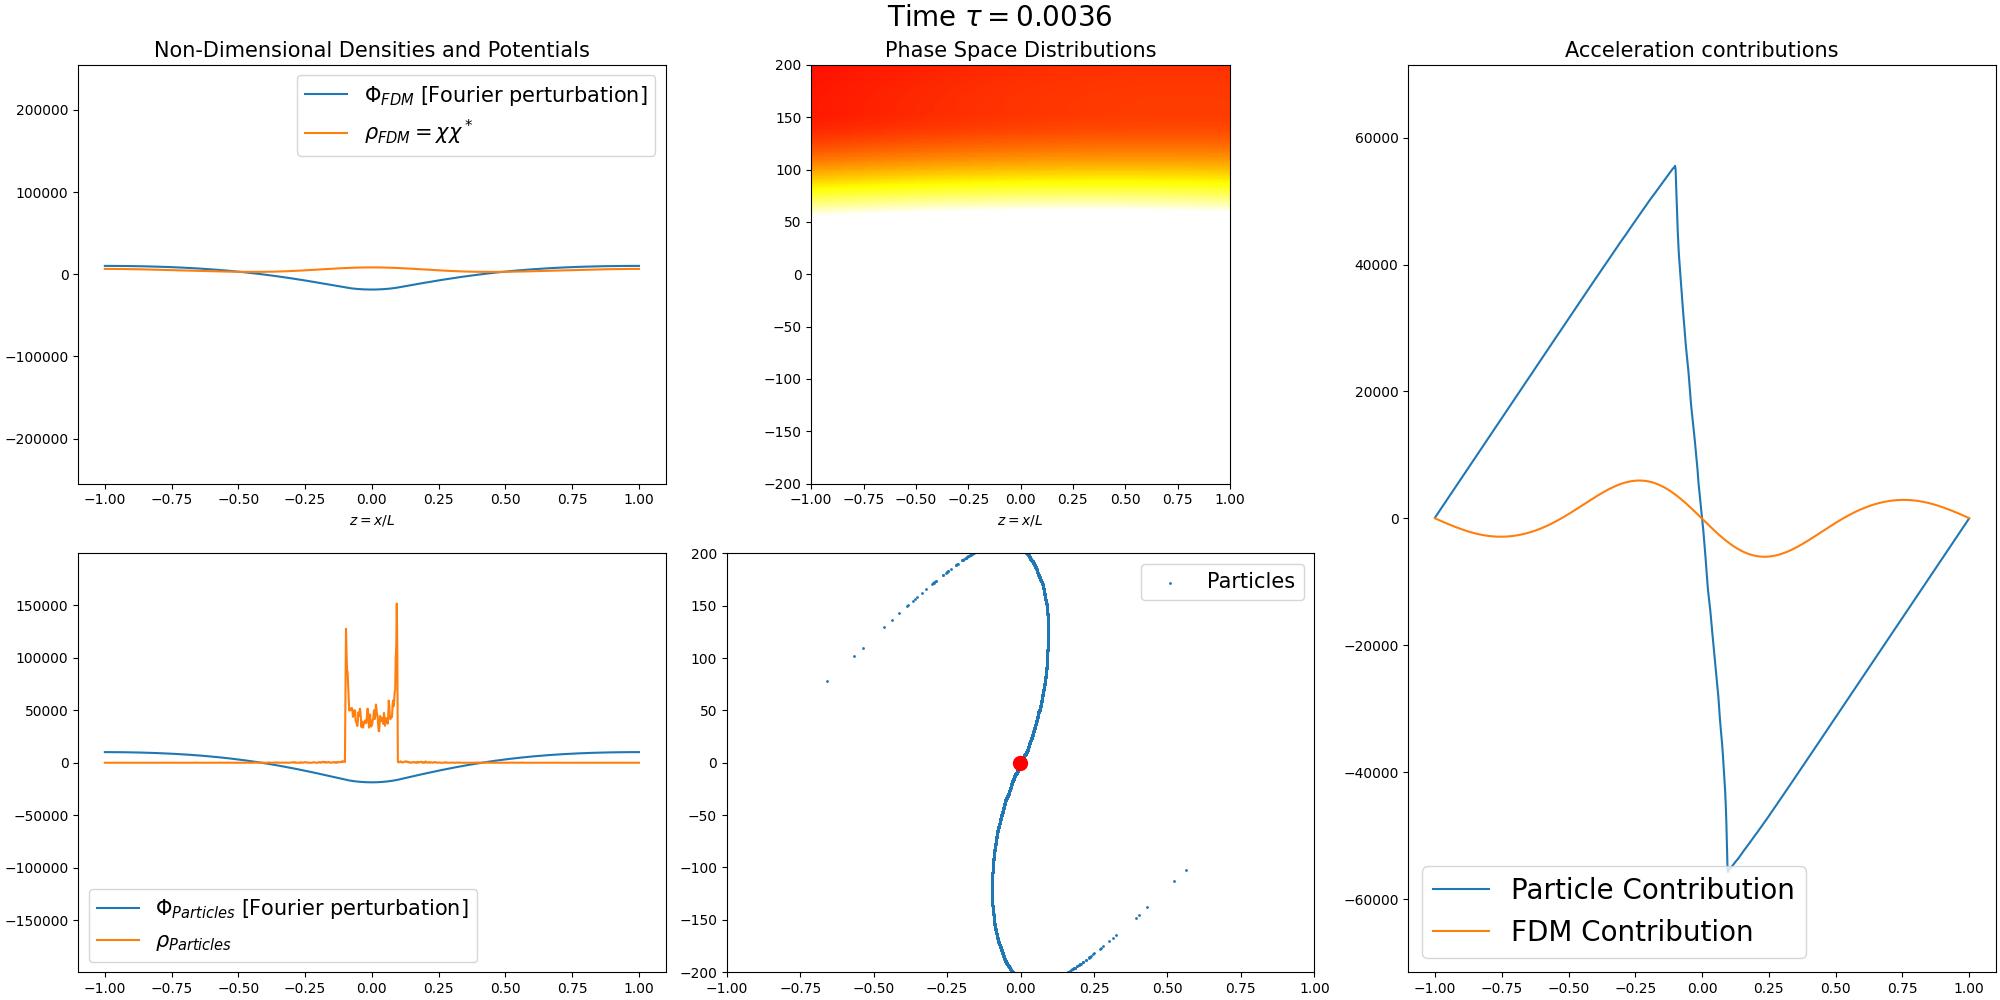 Time τ = 0.0036
Non-Dimensional Densities and Potentials
Φ_FDM [Fourier perturbation]
ρ_FDM = χχ*
200000
100000
0
−100000
−200000
−1.00 −0.75 −0.50 −0.25 0.00 0.25 0.50 0.75 1.00
z = x/L
Phase Space Distributions
200
150
100
50
0
−50
−100
−150
−200
−1.00 −0.75 −0.50 −0.25 0.00 0.25 0.50 0.75 1.00
z = x/L
Acceleration contributions
60000
40000
20000
0
−20000
−40000
−60000
Particle Contribution
FDM Contribution
−1.00 −0.75 −0.50 −0.25 0.00 0.25 0.50 0.75 1.00
150000
100000
50000
0
−50000
−100000
−150000
Φ_Particles [Fourier perturbation]
ρ_Particles
−1.00 −0.75 −0.50 −0.25 0.00 0.25 0.50 0.75 1.00
Particles
200
150
100
50
0
−50
−100
−150
−200
−1.00 −0.75 −0.50 −0.25 0.00 0.25 0.50 0.75 1.00